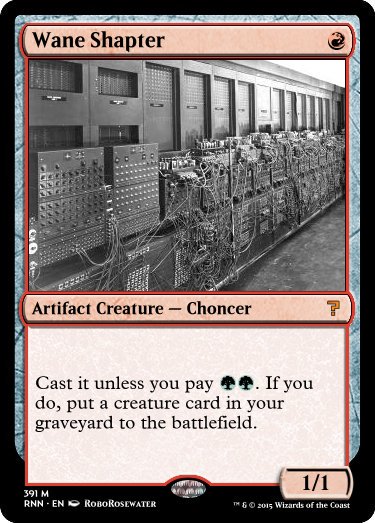 Wane Shapter
Artifact Creature — Choncer
Cast it unless you pay . If you
do, put a creature card in your
graveyard to the battlefield.
1/1
391 M
RNN • EN RoboRosewater
™ & © 2015 Wizards of the Coast